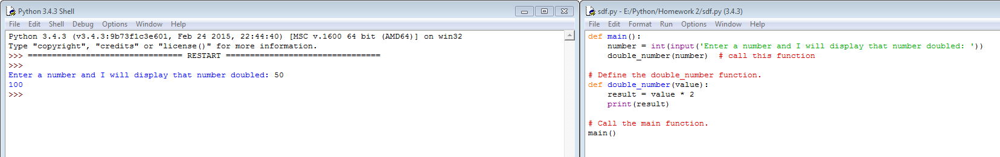 Python 3.4.3 Shell
File Edit Shell Debug Options Window Help
Python 3.4.3 (v3.4.3:9b73f1c3e601, Feb 24 2015, 22:44:40) [MSC v.1600 64 bit (AMD64)] on win32
Type "copyright", "credits" or "license()" for more information.
>>> ================================ RESTART ================================
>>>
Enter a number and I will display that number doubled: 50
100
>>>
sdf.py - E:/Python/Homework 2/sdf.py (3.4.3)
File Edit Format Run Options Window Help
def main():
    number = int(input('Enter a number and I will display that number doubled: '))
    double_number(number)  # call this function
# Define the double_number function.
def double_number(value):
    result = value * 2
    print(result)
# Call the main function.
main()